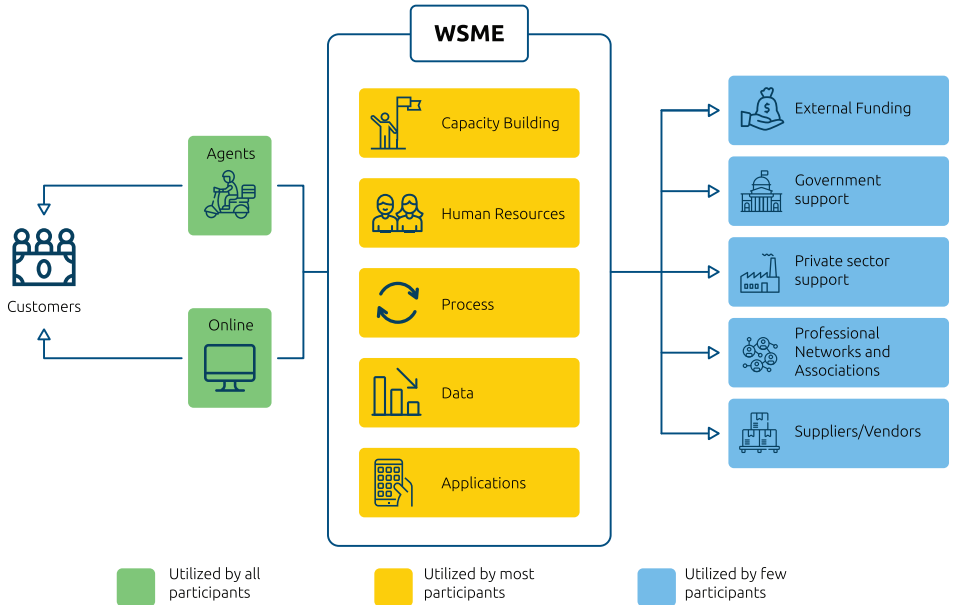 WSME
Agents
Online
Customers
Capacity Building
Human Resources
Process
Data
Applications
External Funding
Government
support
Private sector
support
Professional
Networks and
Associations
Suppliers/Vendors
Utilized by all
participants
Utilized by most
participants
Utilized by few
participants